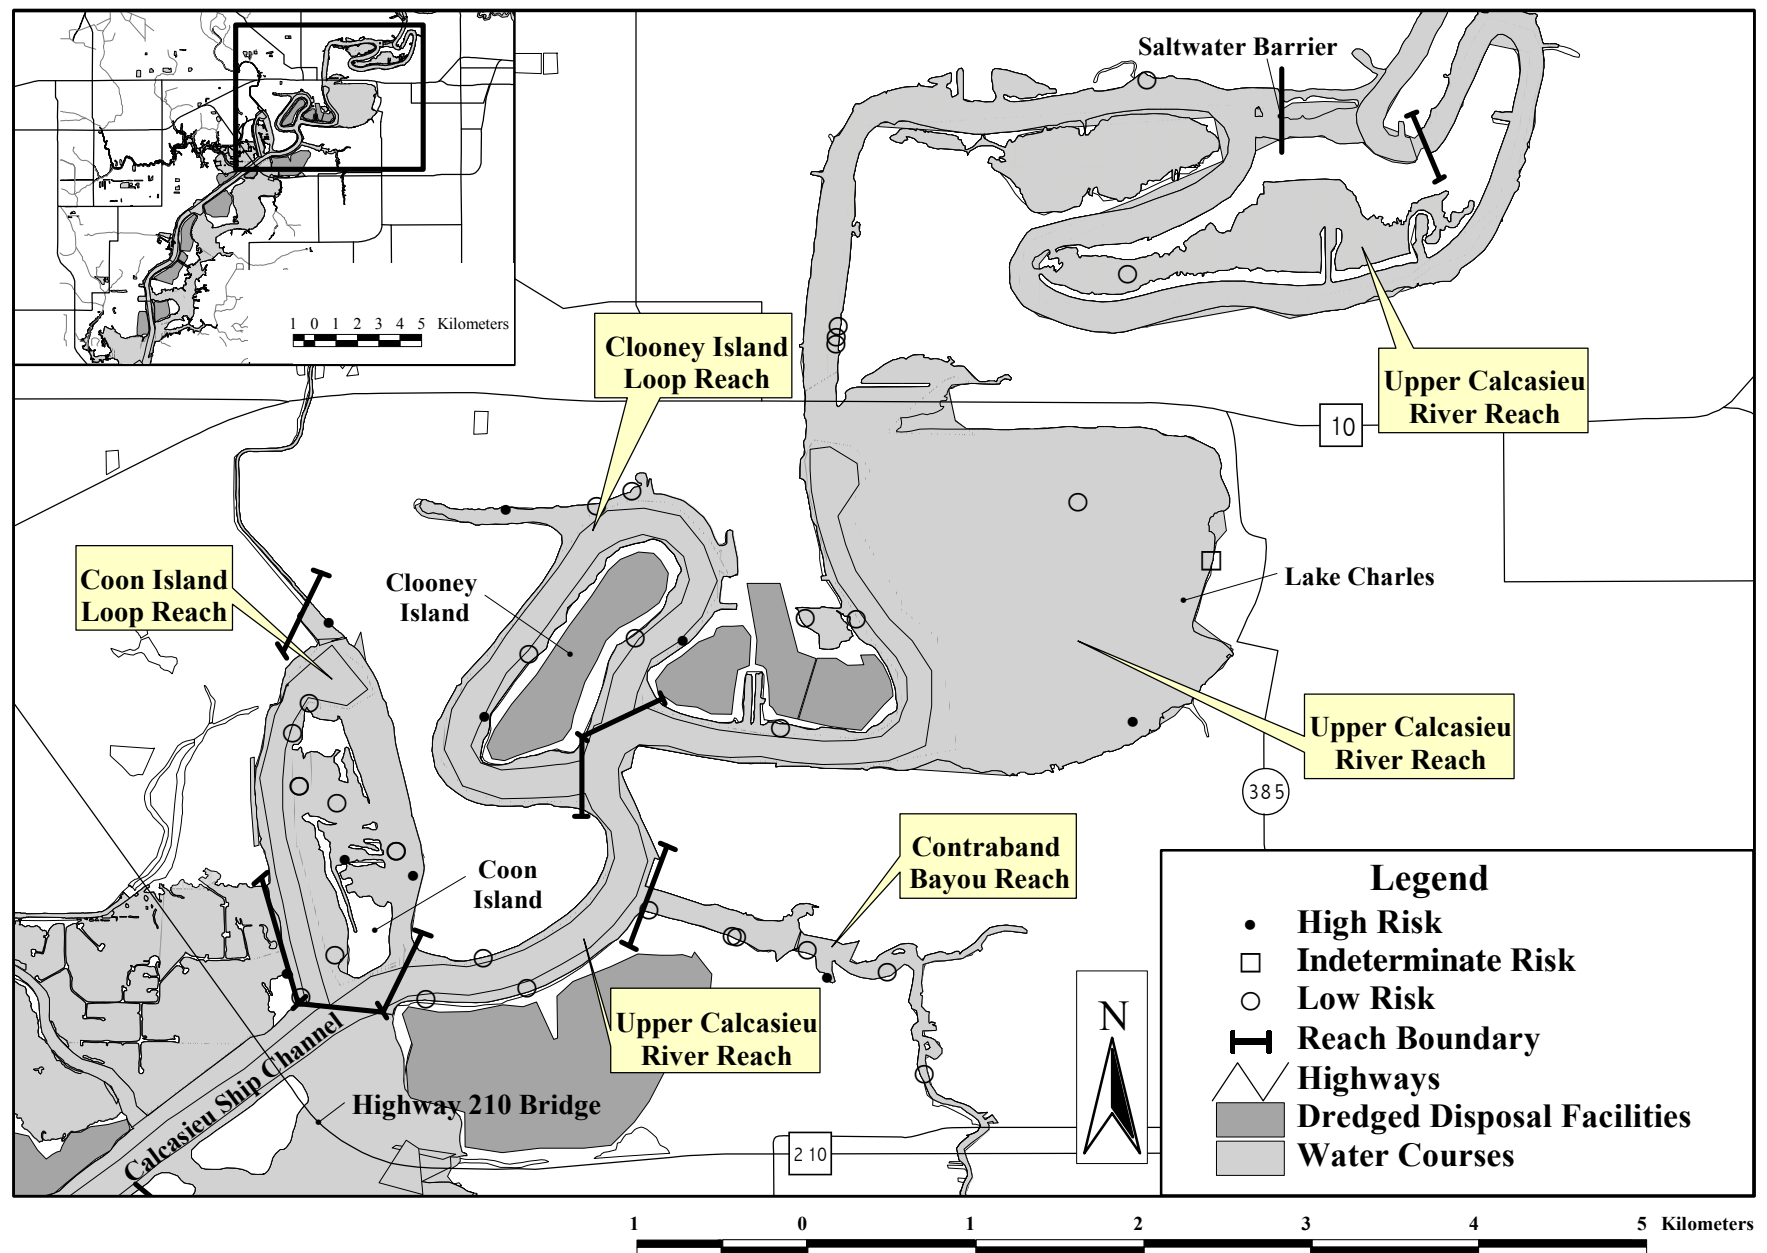 Saltwater Barrier
1 0 1 2 3 4 5 Kilometers
Clooney Island
Loop Reach
Upper Calcasieu
River Reach
10
Coon Island
Loop Reach
Clooney
Island
Lake Charles
Upper Calcasieu
River Reach
385
Contraband
Bayou Reach
Coon
Island
Upper Calcasieu
River Reach
Calcasieu Ship Channel
Highway 210 Bridge
210
N
Legend
High Risk
Indeterminate Risk
Low Risk
Reach Boundary
Highways
Dredged Disposal Facilities
Water Courses
1 0 1 2 3 4 5 Kilometers